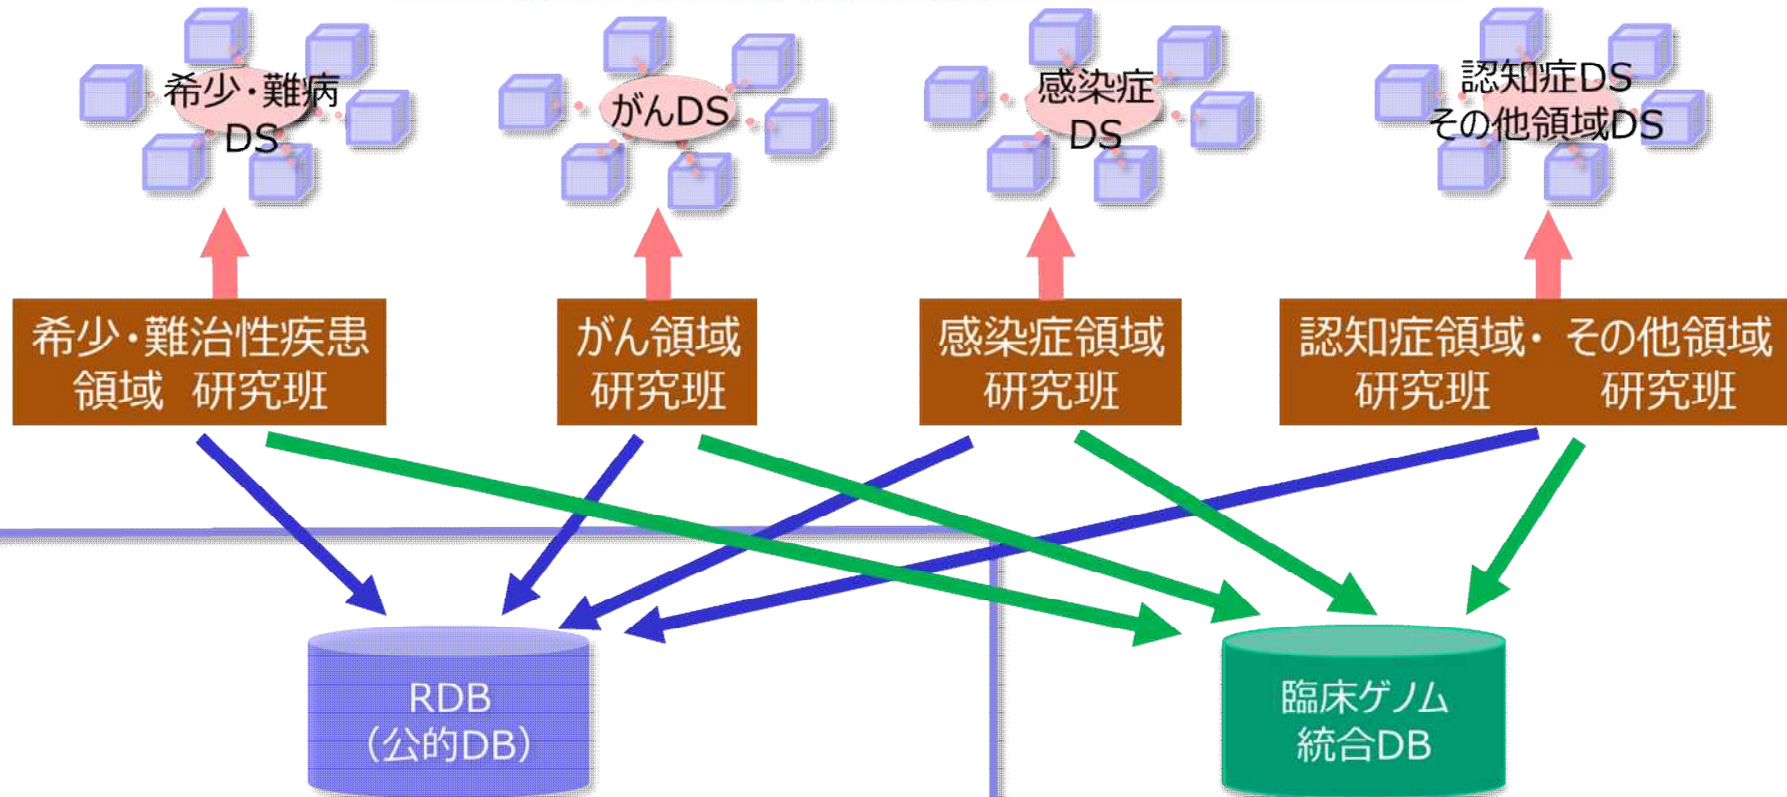 希少・難病
DS
がんDS
感染症
DS
認知症DS
その他領域DS
希少・難治性疾患
領域 研究班
がん領域
研究班
感染症領域
研究班
認知症領域・ その他領域
研究班 研究班
RDB
（公的DB）
臨床ゲノム
統合DB